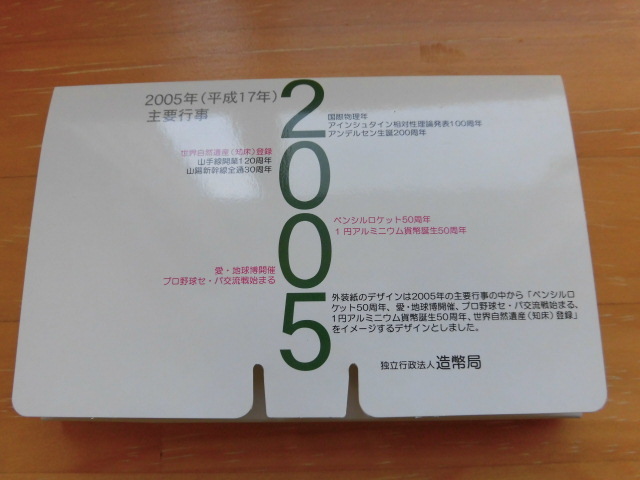 2005年(平成17年)
主要行事
2005
国際物理年
アインシュタイン相対性理論発表100周年
アンデルセン生誕200周年
世界自然遺産(知床)登録
山手線開業120周年
山陽新幹線全通30周年
ペンシルロケット50周年
1円アルミニウム貨幣誕生50周年
愛・地球博開催
プロ野球セ・パ交流戦始まる
外装紙のデザインは2005年の主要行事の中から「ペンシルロ
ケット50周年、愛・地球博開催、プロ野球セ・パ交流戦始まる、
1円アルミニウム貨幣誕生50周年、世界自然遺産(知床)登録」
をイメージするデザインとしました。
独立行政法人 造幣局